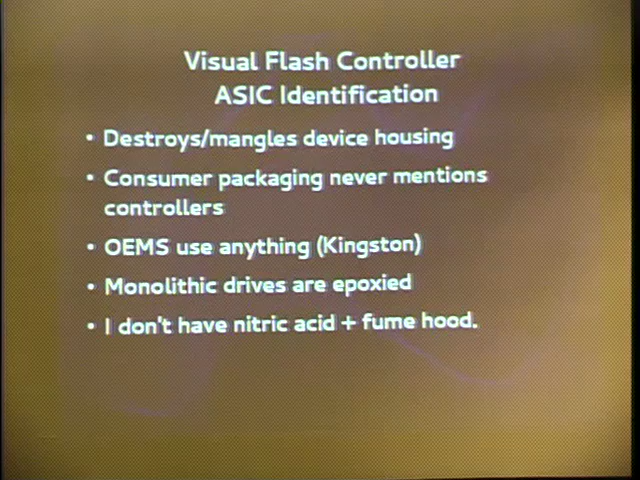 Visual Flash Controller
ASIC Identification
• Destroys/mangles device housing
• Consumer packaging never mentions
controllers
• OEMS use anything (Kingston)
• Monolithic drives are epoxied
• I don't have nitric acid + fume hood.